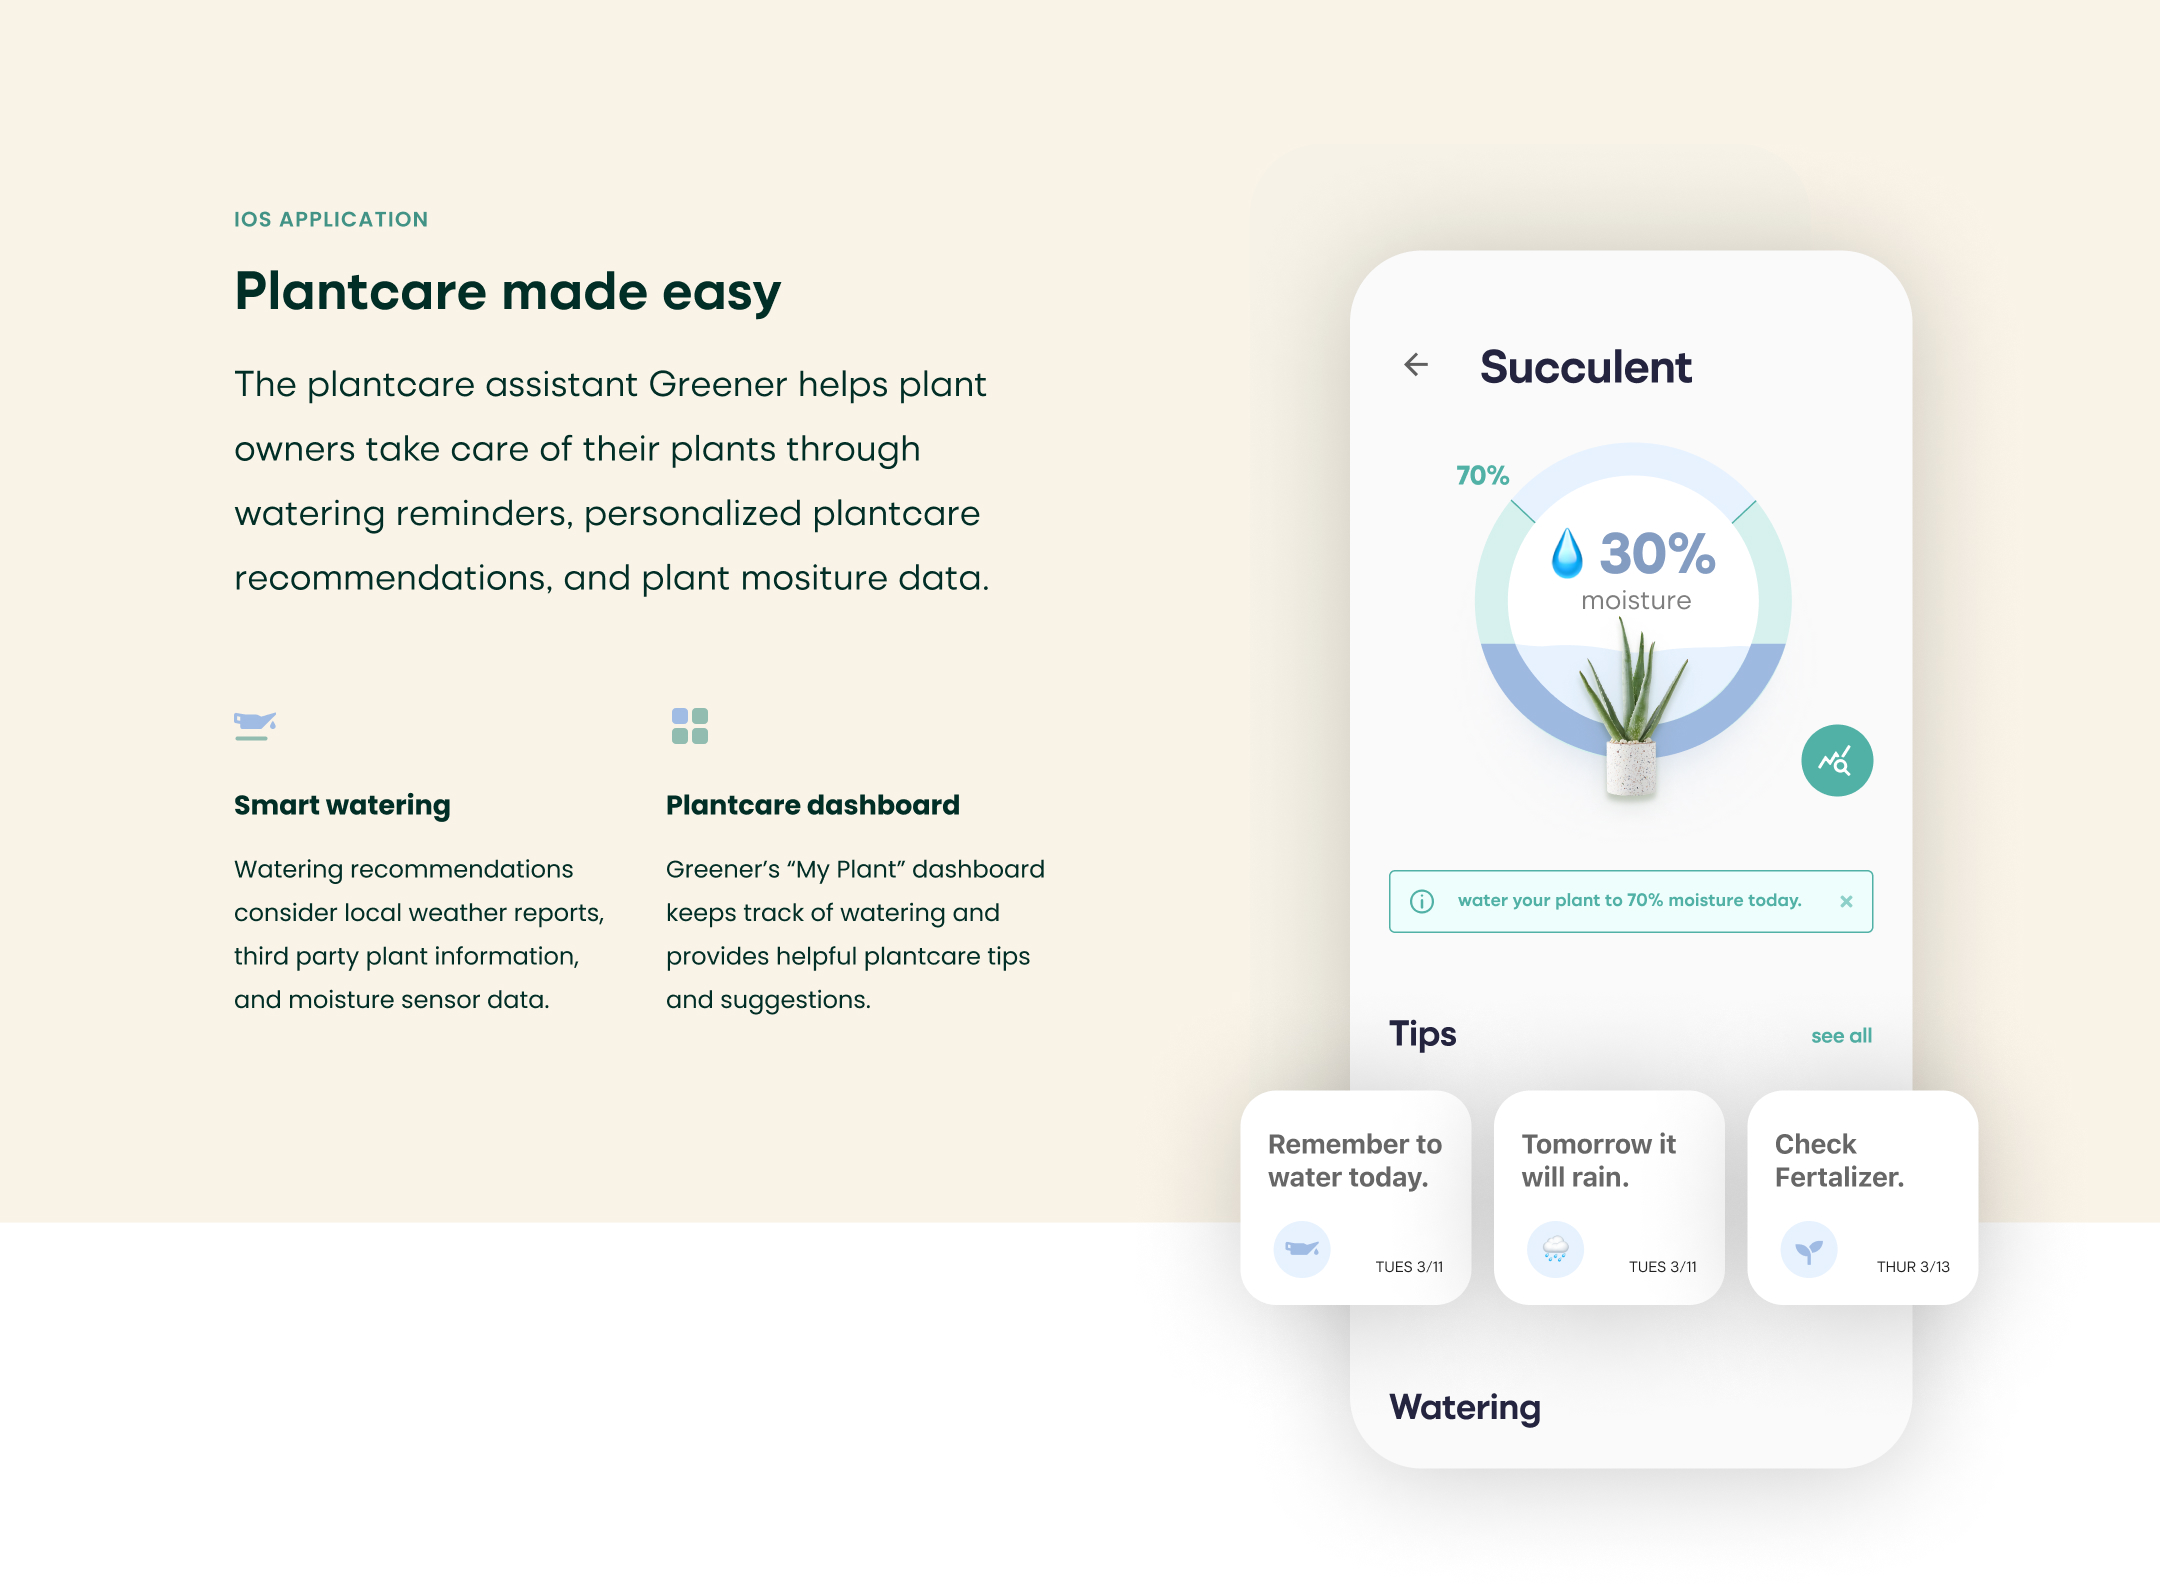 IOS APPLICATION
Plantcare made easy
The plantcare assistant Greener helps plant
owners take care of their plants through
watering reminders, personalized plantcare
recommendations, and plant mositure data.
Smart watering
Watering recommendations
consider local weather reports,
third party plant information,
and moisture sensor data.
Plantcare dashboard
Greener’s “My Plant” dashboard
keeps track of watering and
provides helpful plantcare tips
and suggestions.
Succulent
70%
30%
moisture
water your plant to 70% moisture today.
Tips
see all
Remember to
water today.
TUES 3/11
Tomorrow it
will rain.
TUES 3/11
Check
Fertalizer.
THUR 3/13
Watering